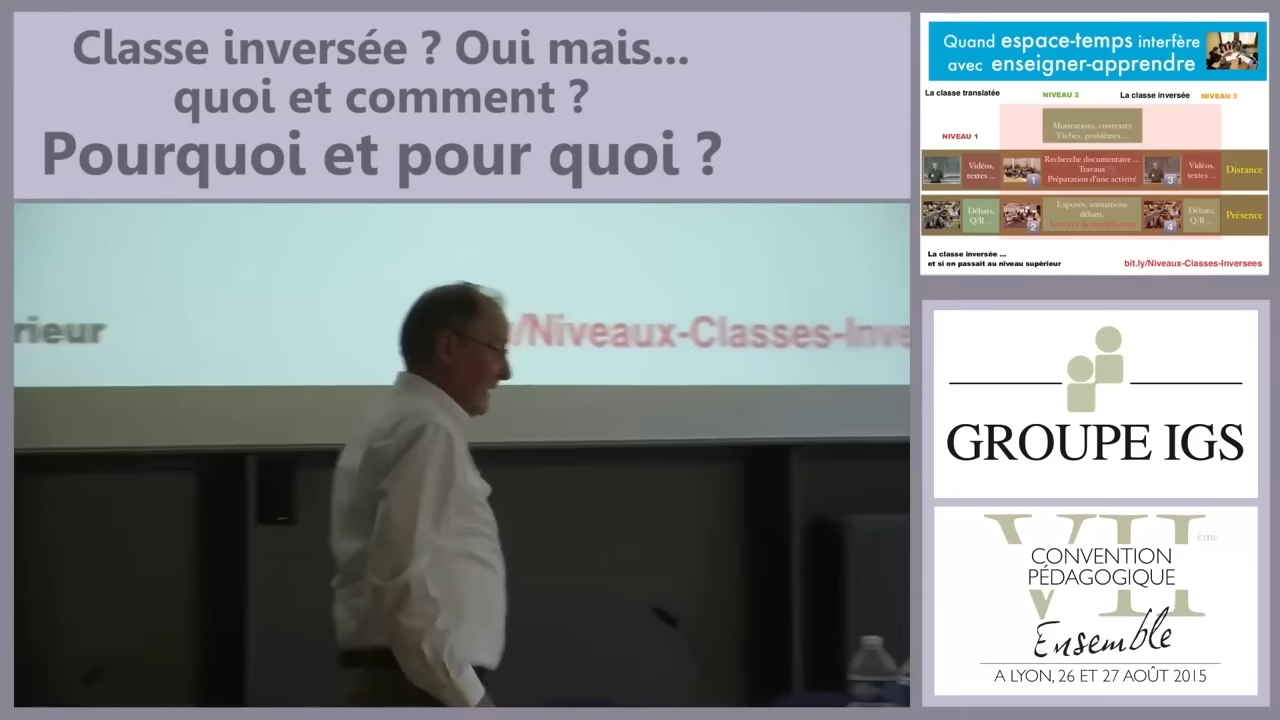 Classe inversée ? Oui mais...
quoi et comment ?
Pourquoi et pour quoi ?
rieur
/Niveaux-Classes-Inve
Quand espace-temps interfère
avec enseigner-apprendre
La classe translatée
NIVEAU 2
La classe inversée
NIVEAU 3
NIVEAU 1
Motivations, contextes
Tâches, problèmes ...
Vidéos,
textes ...
1
Recherche documentaire ...
Travaux
Préparation d'une activité
3
Vidéos,
textes ...
Distance
Débats,
Q/R ...
2
Exposés, animations
débats,
4
Débats,
Q/R ...
Présence
La classe inversée ...
et si on passait au niveau supérieur
bit.ly/Niveaux-Classes-Inversees
GROUPE IGS
VII
ème
CONVENTION
PÉDAGOGIQUE
Ensemble
A LYON, 26 ET 27 AOÛT 2015